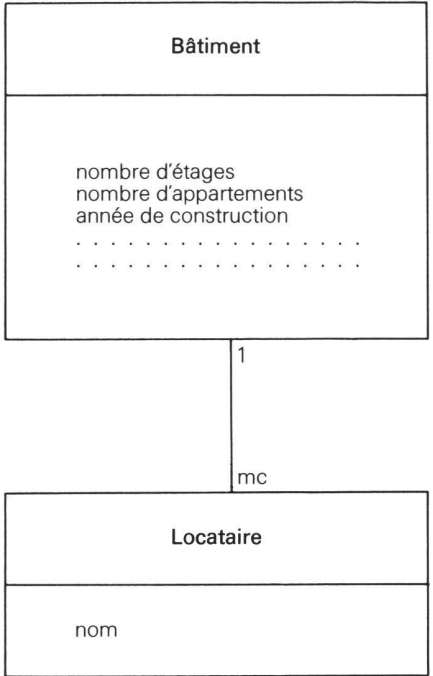 Bâtiment
nombre d'étages
nombre d'appartements
année de construction
. . . . . . . . . . . . . . . . .
. . . . . . . . . . . . . . . . .
1
mc
Locataire
nom